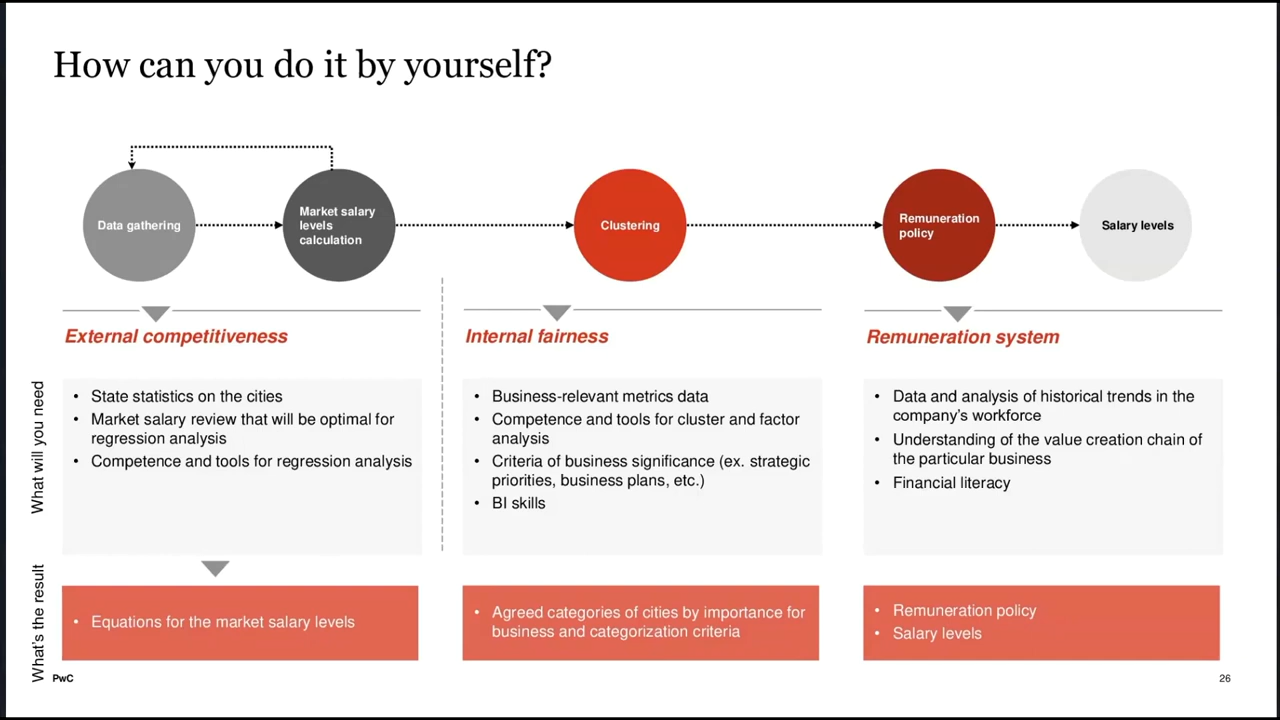 How can you do it by yourself?
Data gathering
Market salary
levels
calculation
Clustering
Remuneration
policy
Salary levels
External competitiveness
Internal fairness
Remuneration system
What will you need
• State statistics on the cities
• Market salary review that will be optimal for
regression analysis
• Competence and tools for regression analysis
• Business-relevant metrics data
• Competence and tools for cluster and factor
analysis
• Criteria of business significance (ex. strategic
priorities, business plans, etc.)
• BI skills
• Data and analysis of historical trends in the
company’s workforce
• Understanding of the value creation chain of
the particular business
• Financial literacy
What’s the result
• Equations for the market salary levels
• Agreed categories of cities by importance for
business and categorization criteria
• Remuneration policy
• Salary levels
PwC
26